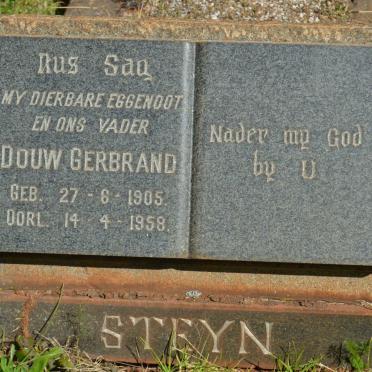 Rus Sag
MY DIERBARE EGGENOOT
EN ONS VADER
DOUW GERBRAND
GEB. 27-6-1905.
OORL. 14-4-1958.
Nader my God
by U
STEYN